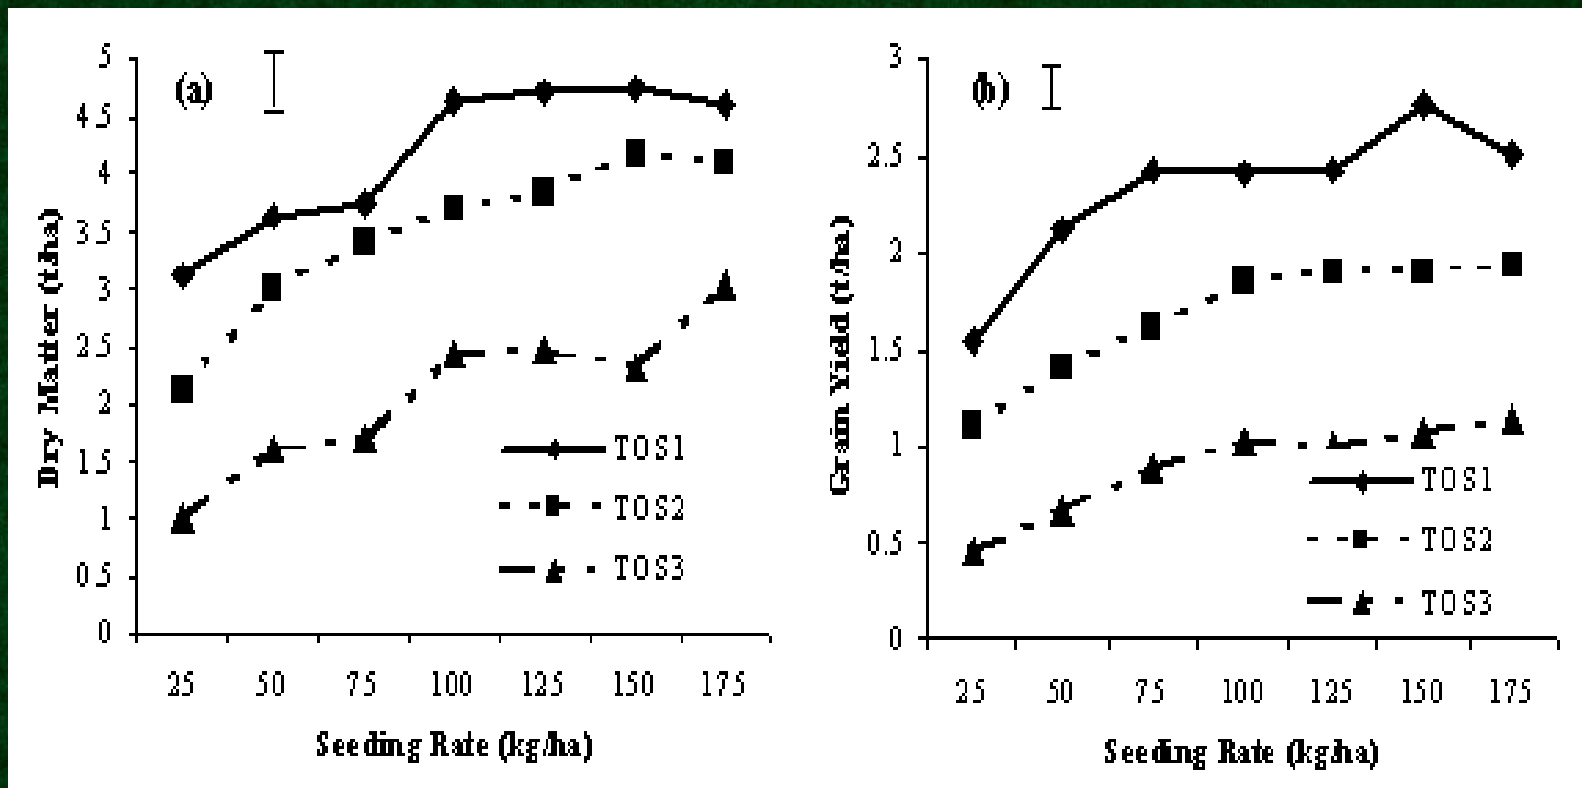 (a)
Dry Matter (t/ha)
5
4.5
4
3.5
3
2.5
2
1.5
1
0.5
0
TOS1
TOS2
TOS3
25 50 75 100 125 150 175
Seeding Rate (kg/ha)
(b)
Grain Yield (t/ha)
3
2.5
2
1.5
1
0.5
0
TOS1
TOS2
TOS3
25 50 75 100 125 150 175
Seeding Rate (kg/ha)